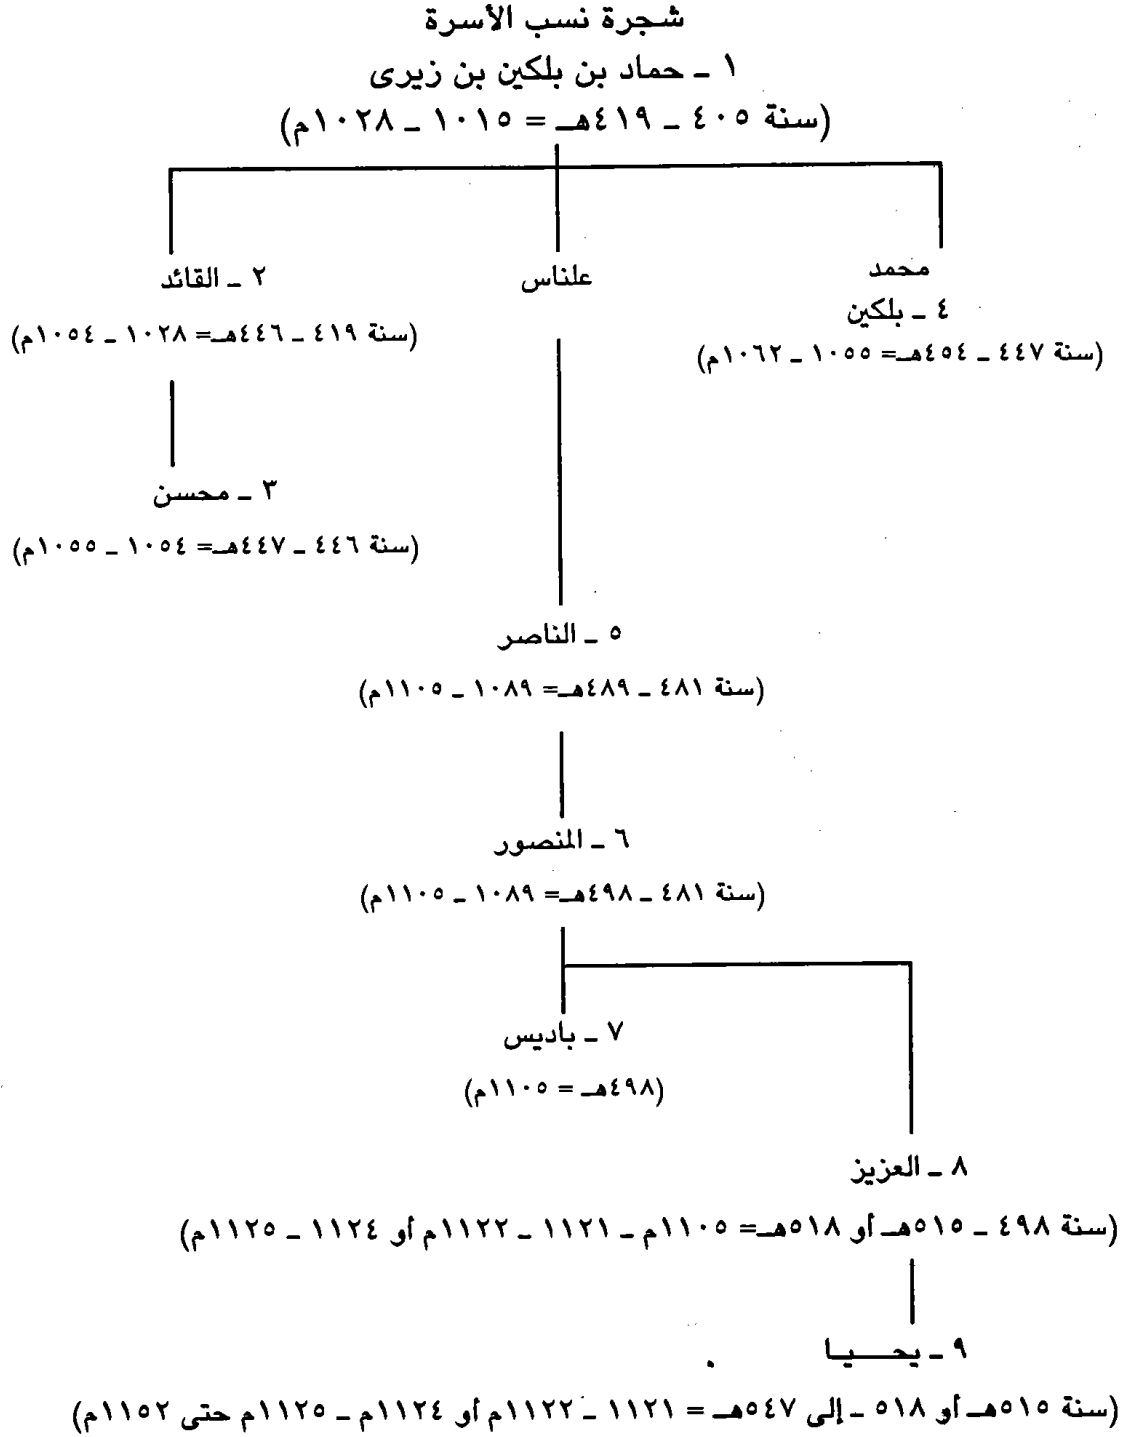 شجرة نسب الأسرة
١ ـ حماد بن بلكين بن زيرى
(سنة ٤٠٥ ـ ٤١٩هـ = ١٠١٥ ـ ١٠٢٨م)
محمد
علناس
٢ ـ القائد
٤ ـ بلكين
(سنة ٤١٩ ـ ٤٤٦هـ= ١٠٢٨ ـ ١٠٥٤م)
(سنة ٤٤٧ ـ ٤٥٤هـ= ١٠٥٥ ـ ١٠٦٢م)
٣ ـ محسن
(سنة ٤٤٦ ـ ٤٤٧هـ= ١٠٥٤ ـ ١٠٥٥م)
٥ ـ الناصر
(سنة ٤٨١ ـ ٤٨٩هـ= ١٠٨٩ ـ ١١٠٥م)
٦ ـ المنصور
(سنة ٤٨١ ـ ٤٩٨هـ= ١٠٨٩ ـ ١١٠٥م)
٧ ـ باديس
(٤٩٨هـ = ١١٠٥م)
٨ ـ العزيز
(سنة ٤٩٨ ـ ٥١٥هـ أو ٥١٨هـ= ١١٠٥م ـ ١١٢١ ـ ١١٢٢م أو ١١٢٤ ـ ١١٢٥م)
٩ ـ يحـــيـا
(سنة ٥١٥هـ أو ٥١٨ ـ إلى ٥٤٧هـ = ١١٢١ ـ ١١٢٢م أو ١١٢٤م ـ ١١٢٥م حتى ١١٥٢م)